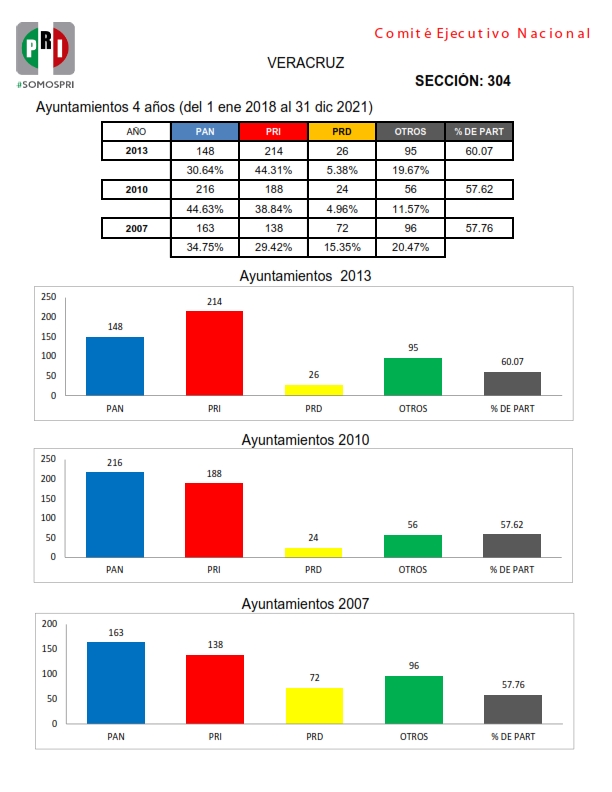 Comité Ejecutivo Nacional
PRI
#SOMOSPRI
VERACRUZ
SECCIÓN: 304
Ayuntamientos 4 años (del 1 ene 2018 al 31 dic 2021)
AÑO PAN PRI PRD OTROS % DE PART
2013 148 214 26 95 60.07
30.64% 44.31% 5.38% 19.67%
2010 216 188 24 56 57.62
44.63% 38.84% 4.96% 11.57%
2007 163 138 72 96 57.76
34.75% 29.42% 15.35% 20.47%
Ayuntamientos 2013
250
200
150
100
50
0
148 214 26 95 60.07
PAN PRI PRD OTROS % DE PART
Ayuntamientos 2010
250
200
150
100
50
0
216 188 24 56 57.62
PAN PRI PRD OTROS % DE PART
Ayuntamientos 2007
200
150
100
50
0
163 138 72 96 57.76
PAN PRI PRD OTROS % DE PART